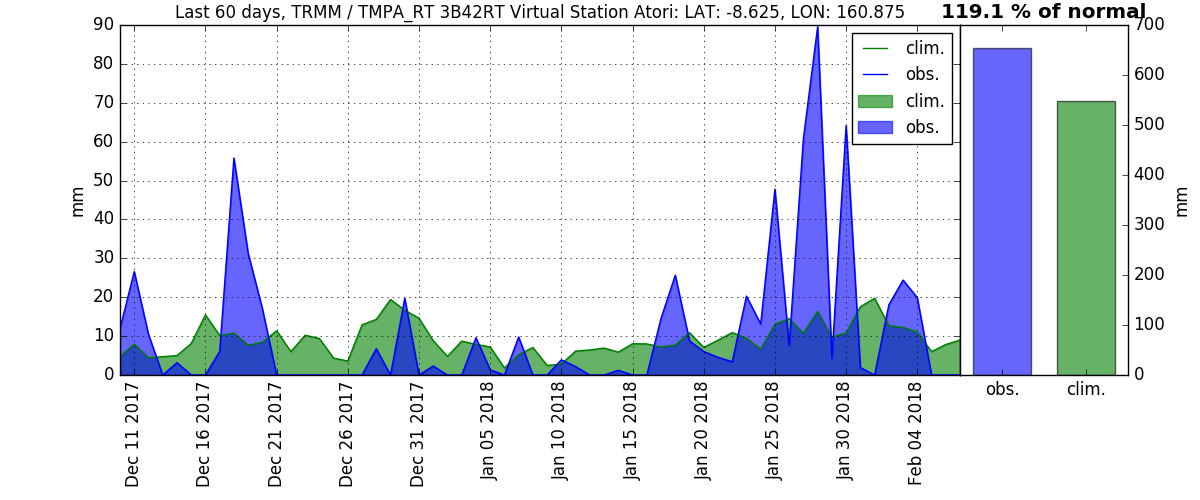 Last 60 days, TRMM / TMPA_RT 3B42RT Virtual Station Atori: LAT: -8.625, LON: 160.875
119.1 % of normal
90
80
70
60
50
40
30
20
10
0
mm
clim.
obs.
clim.
obs.
700
600
500
400
300
200
100
0
mm
obs.
clim.
Dec 11 2017
Dec 16 2017
Dec 21 2017
Dec 26 2017
Dec 31 2017
Jan 05 2018
Jan 10 2018
Jan 15 2018
Jan 20 2018
Jan 25 2018
Jan 30 2018
Feb 04 2018